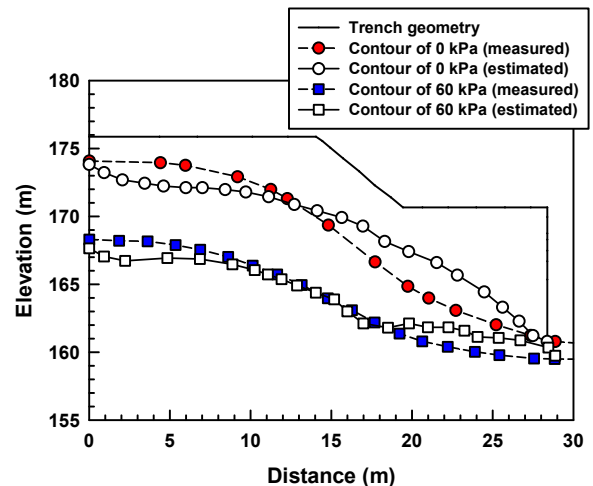 Trench geometry
Contour of 0 kPa (measured)
Contour of 0 kPa (estimated)
Contour of 60 kPa (measured)
Contour of 60 kPa (estimated)
180
175
170
165
160
155
Elevation (m)
0 5 10 15 20 25 30
Distance (m)